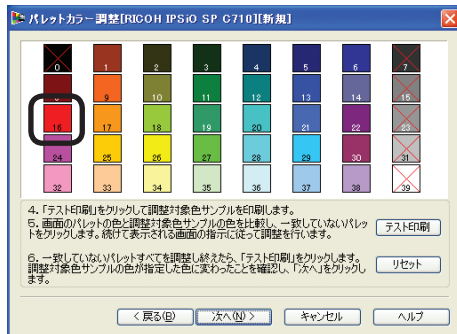 パレットカラー調整[RICOH IPSiO SP C710][新規]
0 1 2 3 4 5 6 7
8 9 10 11 12 13 14 15
16 17 18 19 20 21 22 23
24 25 26 27 28 29 30 31
32 33 34 35 36 37 38 39
4. 「テスト印刷」をクリックして調整対象色サンプルを印刷します。
5. 画面のパレットの色と調整対象色サンプルの色を比較し、一致していないパレッ
トをクリックします。続けて表示される画面の指示に従って調整を行います。
テスト印刷
6. 一致していないパレットすべてを調整し終えたら、「テスト印刷」をクリックします。
調整対象色サンプルの色が指定した色に変わったことを確認し、「次へ」をクリックし
ます。
リセット
< 戻る(B) 次へ(N) > キャンセル ヘルプ